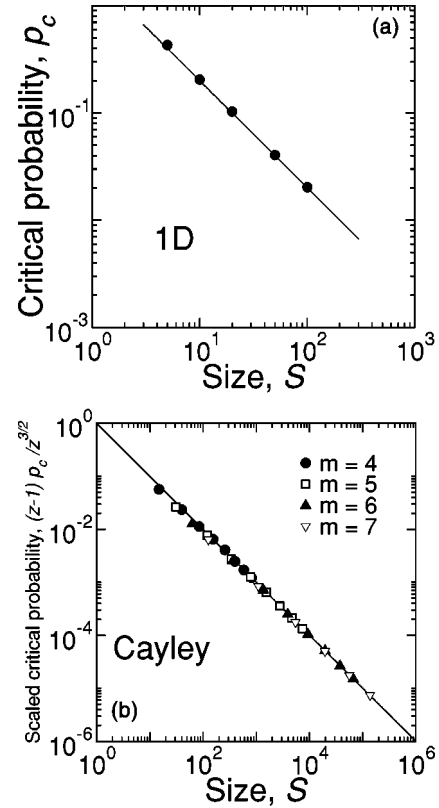 (a)
Critical probability, p_c
10^-1
10^-3
1D
10^0 10^1 10^2 10^3
Size, S
Scaled critical probability, (z-1) p_c /z^3/2
10^0
10^-2
10^-4
10^-6
m = 4
m = 5
m = 6
m = 7
Cayley
(b)
10^0 10^2 10^4 10^6
Size, S